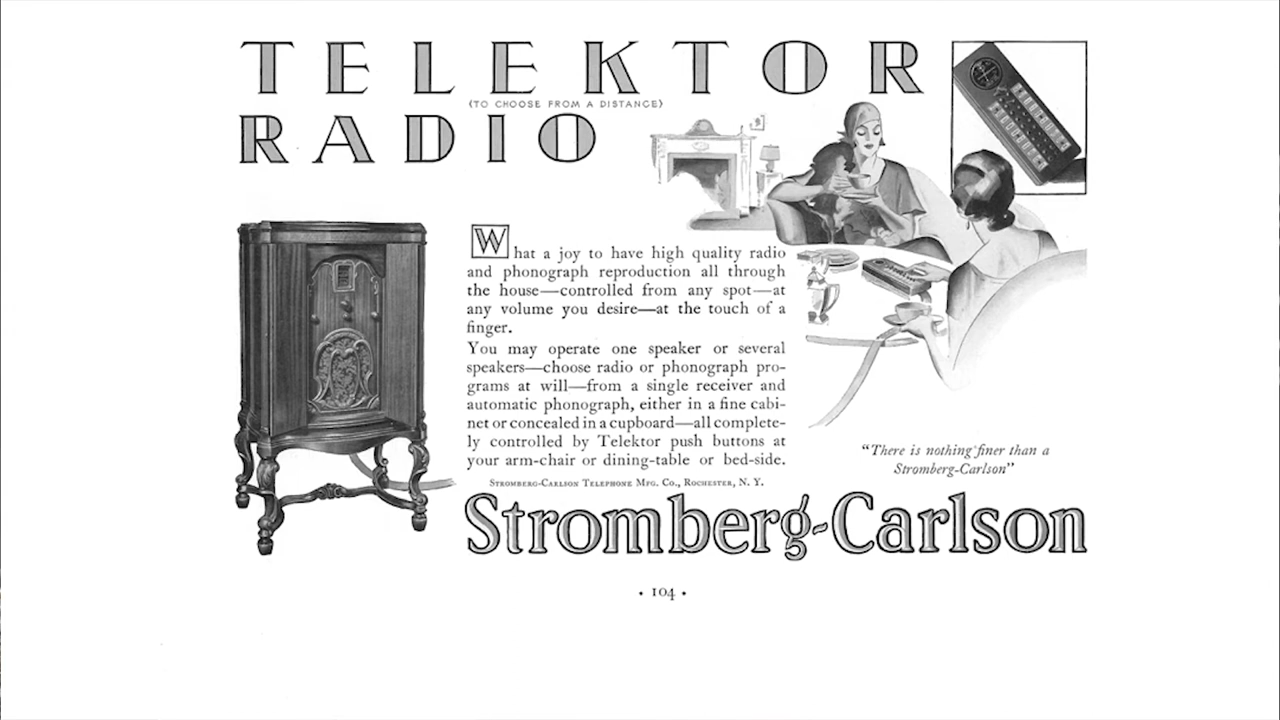 TELEKTOR
(TO CHOOSE FROM A DISTANCE)
RADIO
What a joy to have high quality radio
and phonograph reproduction all through
the house—controlled from any spot—at
any volume you desire—at the touch of a
finger.
You may operate one speaker or several
speakers—choose radio or phonograph pro-
grams at will—from a single receiver and
automatic phonograph, either in a fine cabi-
net or concealed in a cupboard—all complete-
ly controlled by Telektor push buttons at
your arm-chair or dining-table or bed-side.
STROMBERG-CARLSON TELEPHONE MFG. CO., ROCHESTER, N. Y.
"There is nothing finer than a
Stromberg-Carlson"
Stromberg-Carlson
• 104 •